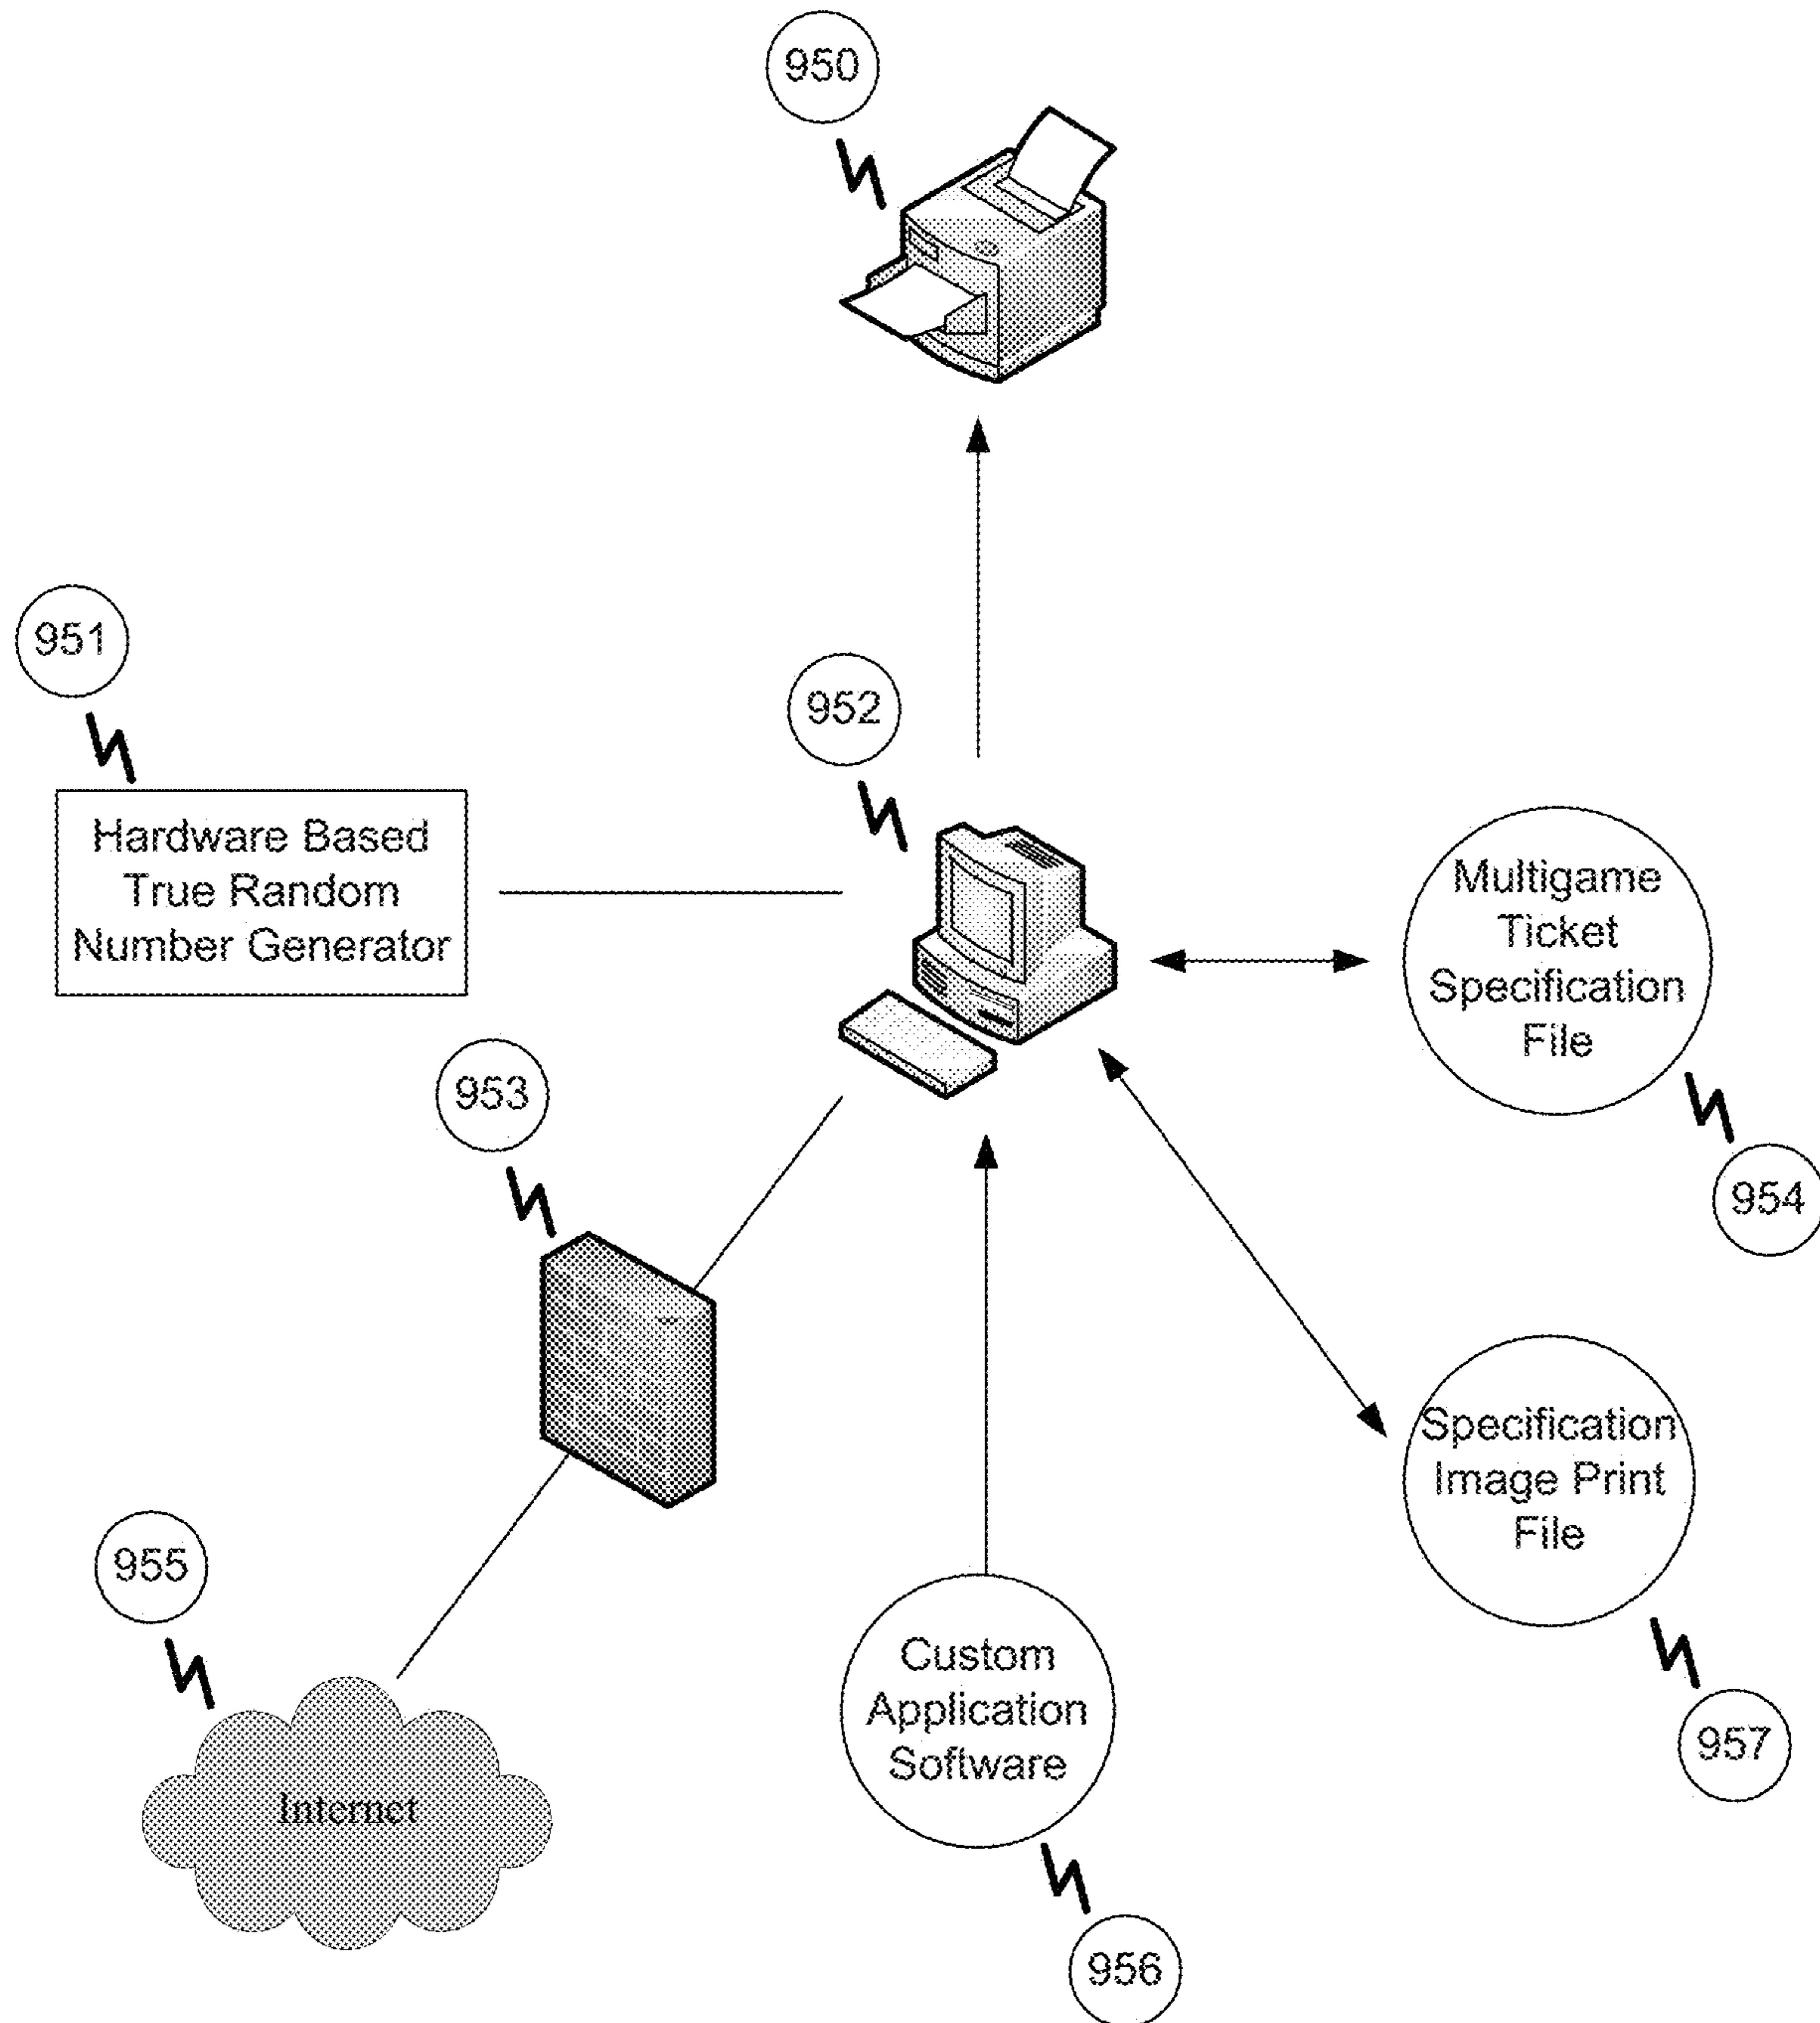 950
951
952
Hardware Based
True Random
Number Generator
Multigame
Ticket
Specification
File
953
954
Specification
Image Print
File
955
Custom
Application
Software
957
Internet
956